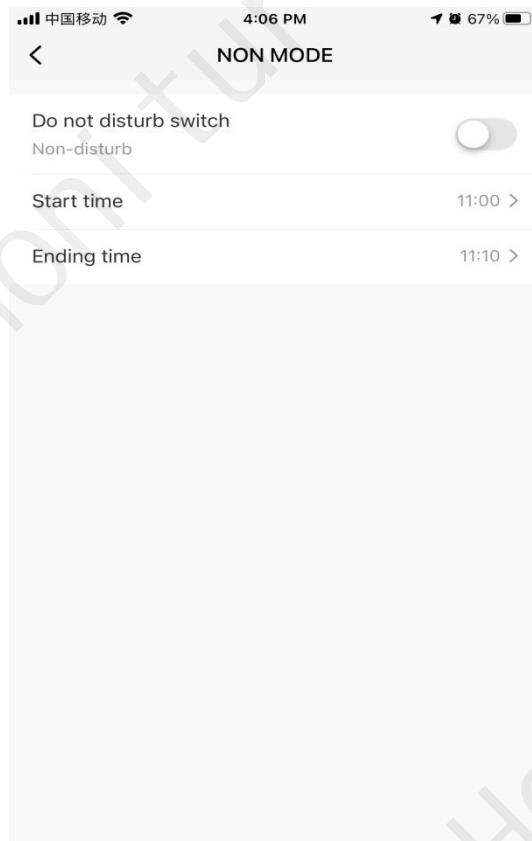 中国移动 4:06 PM 67%
NON MODE
Do not disturb switch
Non-disturb
Start time 11:00
Ending time 11:10